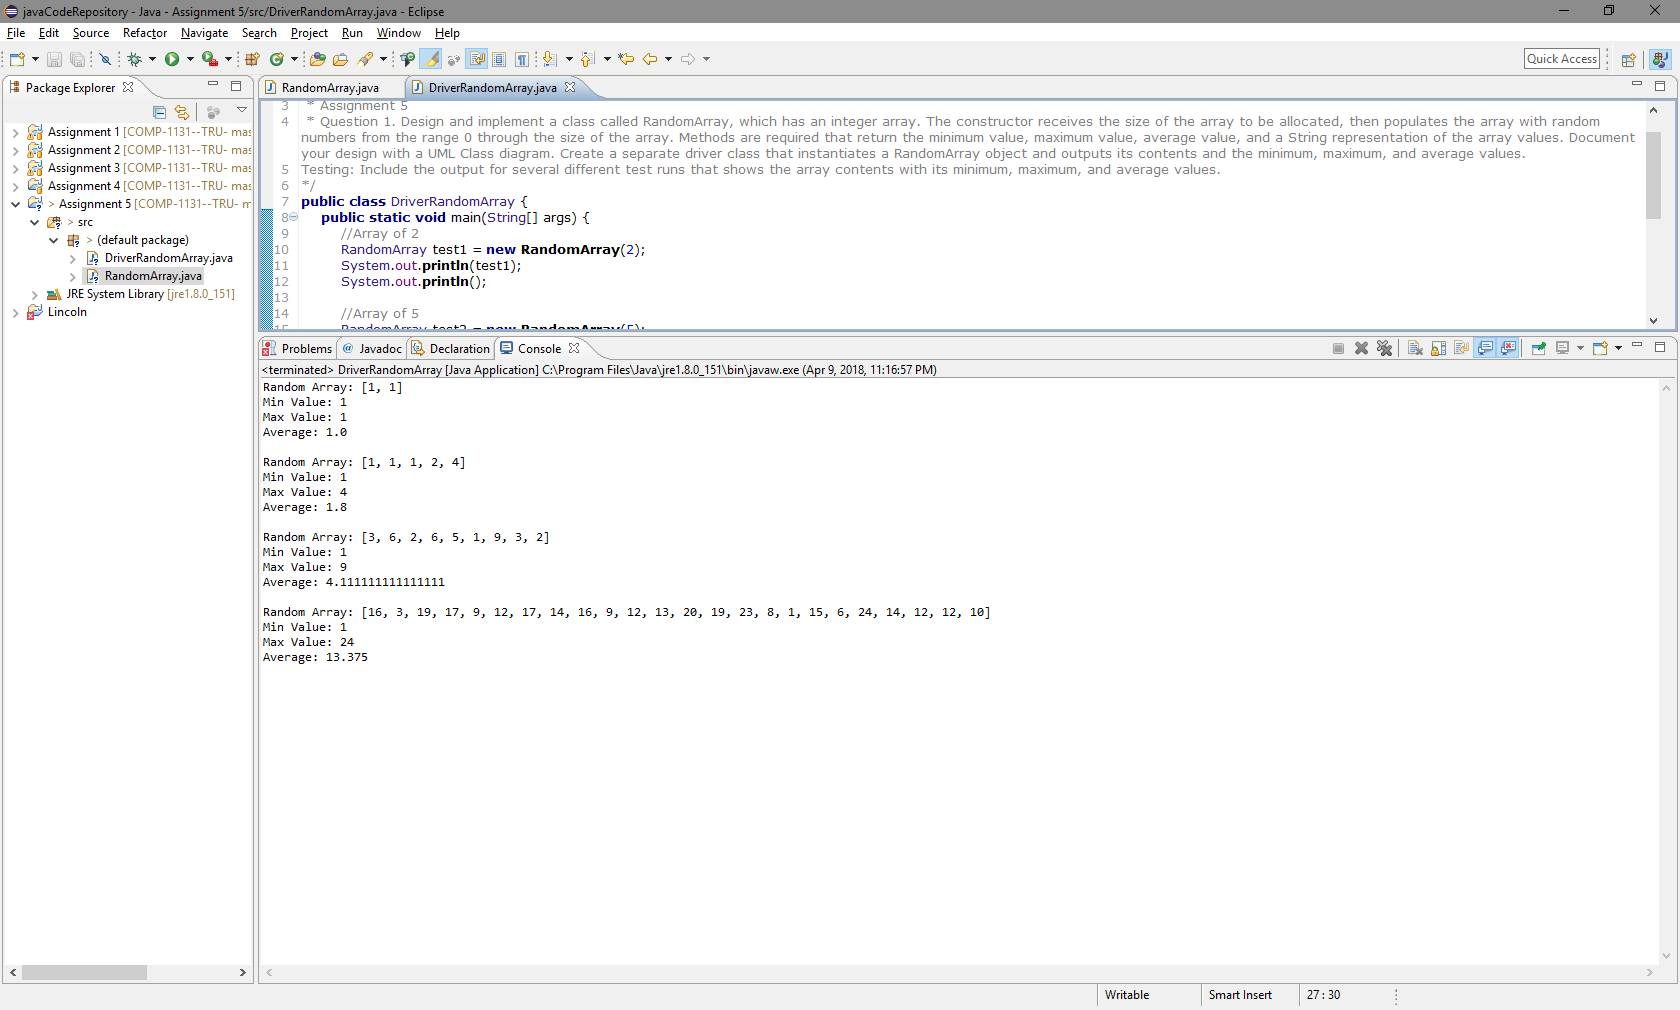 javaCodeRepository - Java - Assignment 5/src/DriverRandomArray.java - Eclipse
File Edit Source Refactor Navigate Search Project Run Window Help
Quick Access
Package Explorer
Assignment 1 [COMP-1131--TRU- mas
Assignment 2 [COMP-1131--TRU- mas
Assignment 3 [COMP-1131--TRU- mas
Assignment 4 [COMP-1131--TRU- mas
> Assignment 5 [COMP-1131--TRU- m
> src
> (default package)
DriverRandomArray.java
RandomArray.java
JRE System Library [jre1.8.0_151]
Lincoln
RandomArray.java DriverRandomArray.java
3 * Assignment 5
4 * Question 1. Design and implement a class called RandomArray, which has an integer array. The constructor receives the size of the array to be allocated, then populates the array with random
numbers from the range 0 through the size of the array. Methods are required that return the minimum value, maximum value, average value, and a String representation of the array values. Document
your design with a UML Class diagram. Create a separate driver class that instantiates a RandomArray object and outputs its contents and the minimum, maximum, and average values.
5 Testing: Include the output for several different test runs that shows the array contents with its minimum, maximum, and average values.
6 */
7 public class DriverRandomArray {
8 public static void main(String[] args) {
9 //Array of 2
10 RandomArray test1 = new RandomArray(2);
11 System.out.println(test1);
12 System.out.println();
13
14 //Array of 5
15 RandomArray test2 = new RandomArray(5);
Problems @ Javadoc Declaration Console
<terminated> DriverRandomArray [Java Application] C:\Program Files\Java\jre1.8.0_151\bin\javaw.exe (Apr 9, 2018, 11:16:57 PM)
Random Array: [1, 1]
Min Value: 1
Max Value: 1
Average: 1.0
Random Array: [1, 1, 1, 2, 4]
Min Value: 1
Max Value: 4
Average: 1.8
Random Array: [3, 6, 2, 6, 5, 1, 9, 3, 2]
Min Value: 1
Max Value: 9
Average: 4.111111111111111
Random Array: [16, 3, 19, 17, 9, 12, 17, 14, 16, 9, 12, 13, 20, 19, 23, 8, 1, 15, 6, 24, 14, 12, 12, 10]
Min Value: 1
Max Value: 24
Average: 13.375
Writable Smart Insert 27 : 30